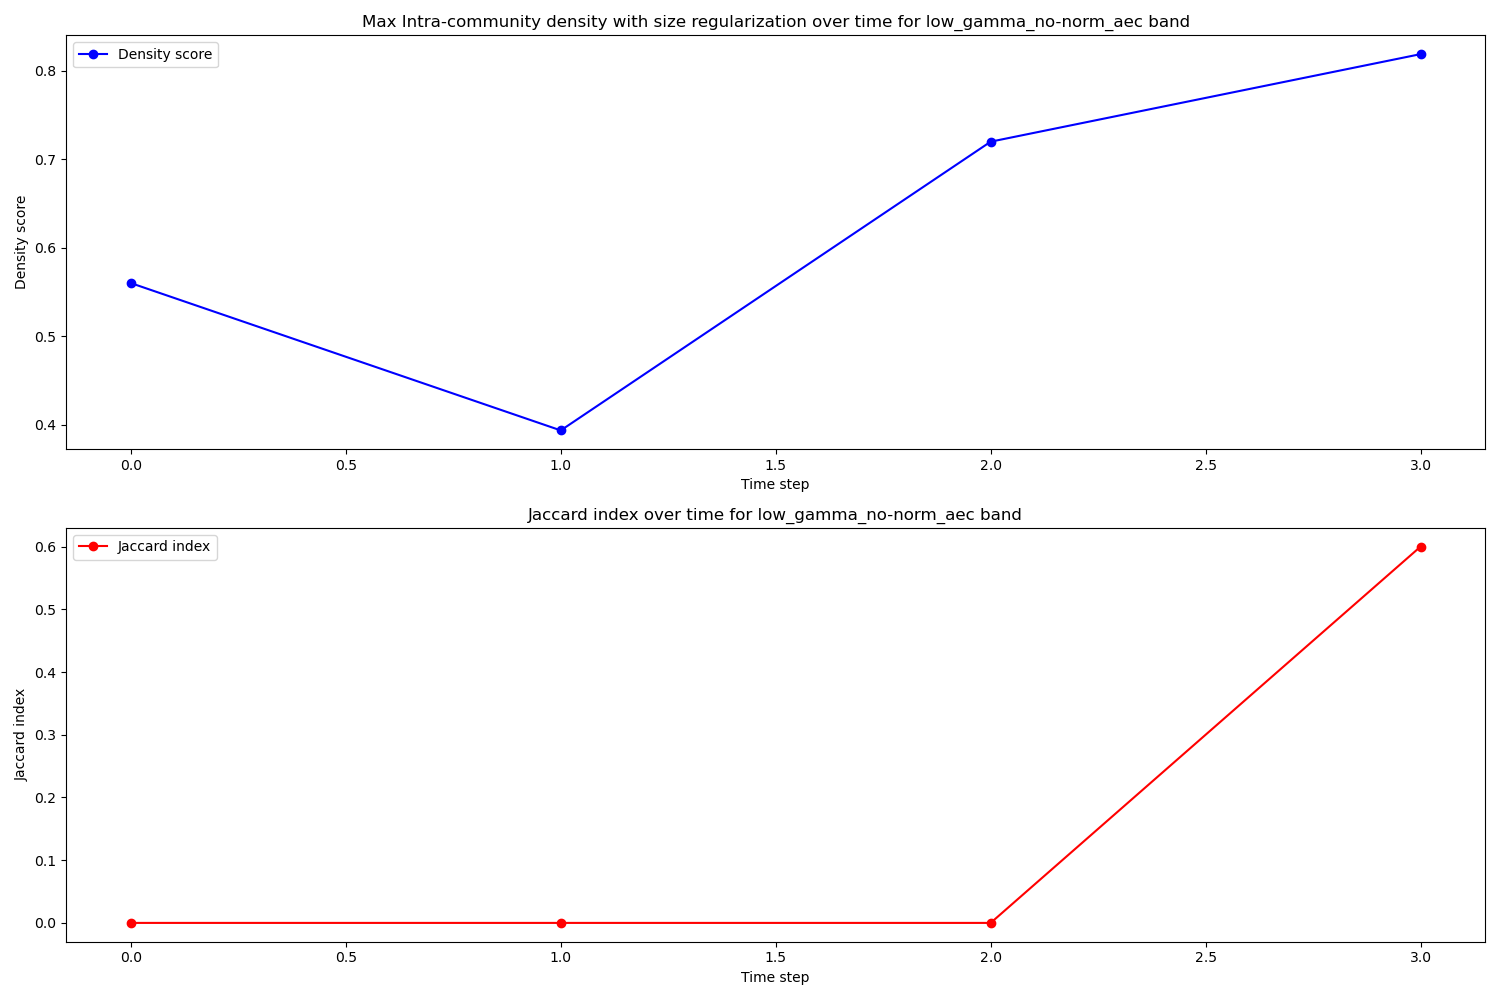 Max Intra-community density with size regularization over time for low_gamma_no-norm_aec band
Density score
Density score
0.8
0.7
0.6
0.5
0.4
0.0 0.5 1.0 1.5 2.0 2.5 3.0
Time step
Jaccard index over time for low_gamma_no-norm_aec band
Jaccard index
Jaccard index
0.6
0.5
0.4
0.3
0.2
0.1
0.0
0.0 0.5 1.0 1.5 2.0 2.5 3.0
Time step